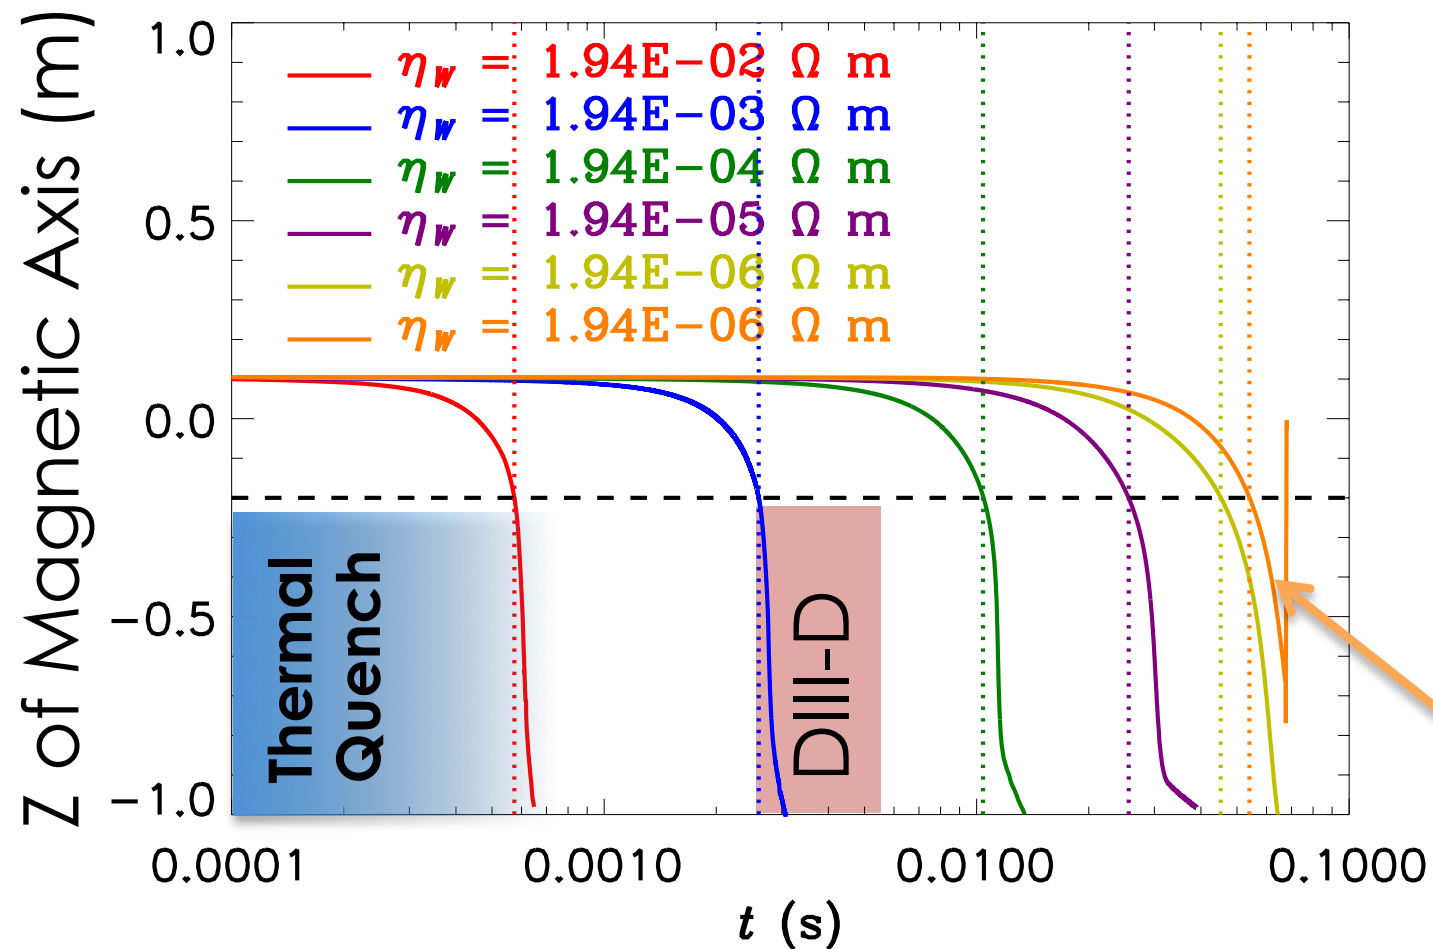 Z of Magnetic Axis (m)
1.0
0.5
0.0
−0.5
−1.0
η_W = 1.94E−02 Ω m
η_W = 1.94E−03 Ω m
η_W = 1.94E−04 Ω m
η_W = 1.94E−05 Ω m
η_W = 1.94E−06 Ω m
η_W = 1.94E−06 Ω m
Thermal
Quench
DIII-D
0.0001
0.0010
0.0100
0.1000
t (s)